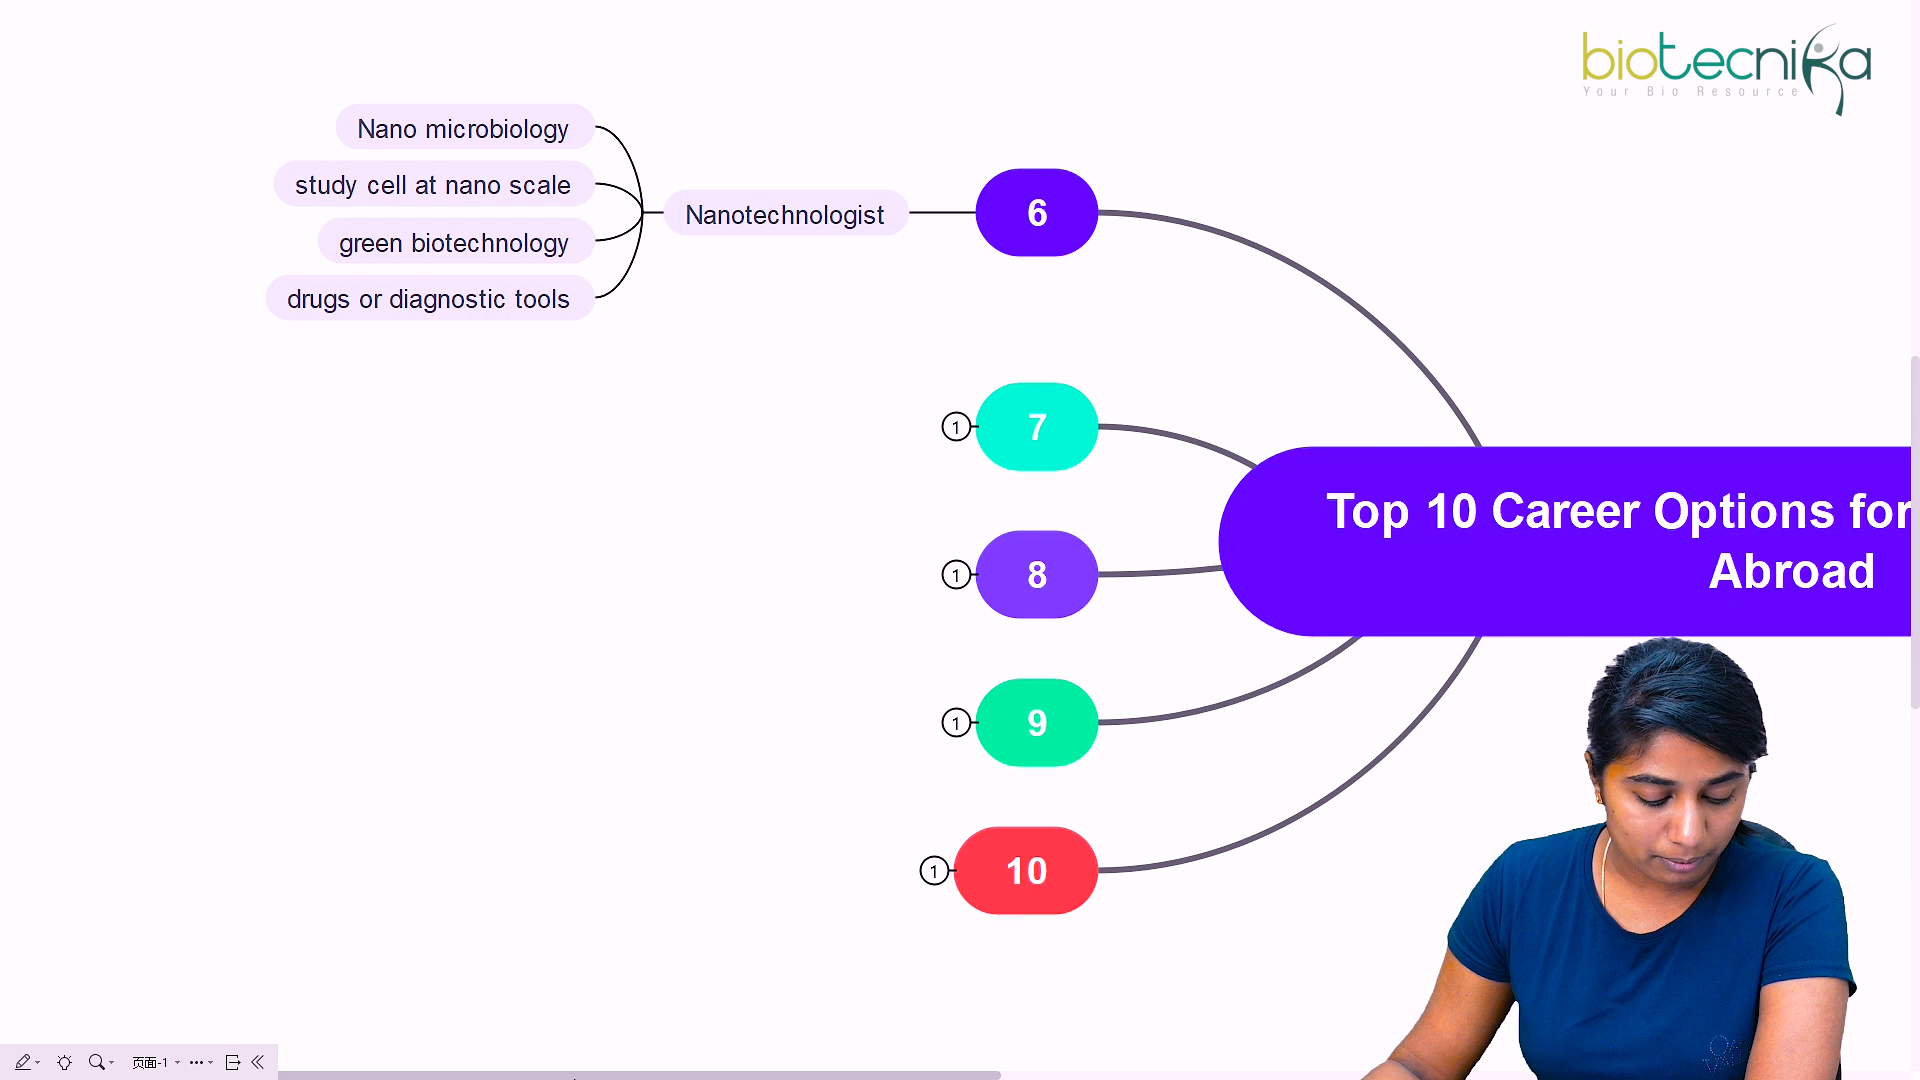 biotecnika
Your Bio Resource
Nano microbiology
study cell at nano scale
green biotechnology
drugs or diagnostic tools
Nanotechnologist
6
1
7
1
8
1
9
1
10
Top 10 Career Options for
Abroad
页面-1